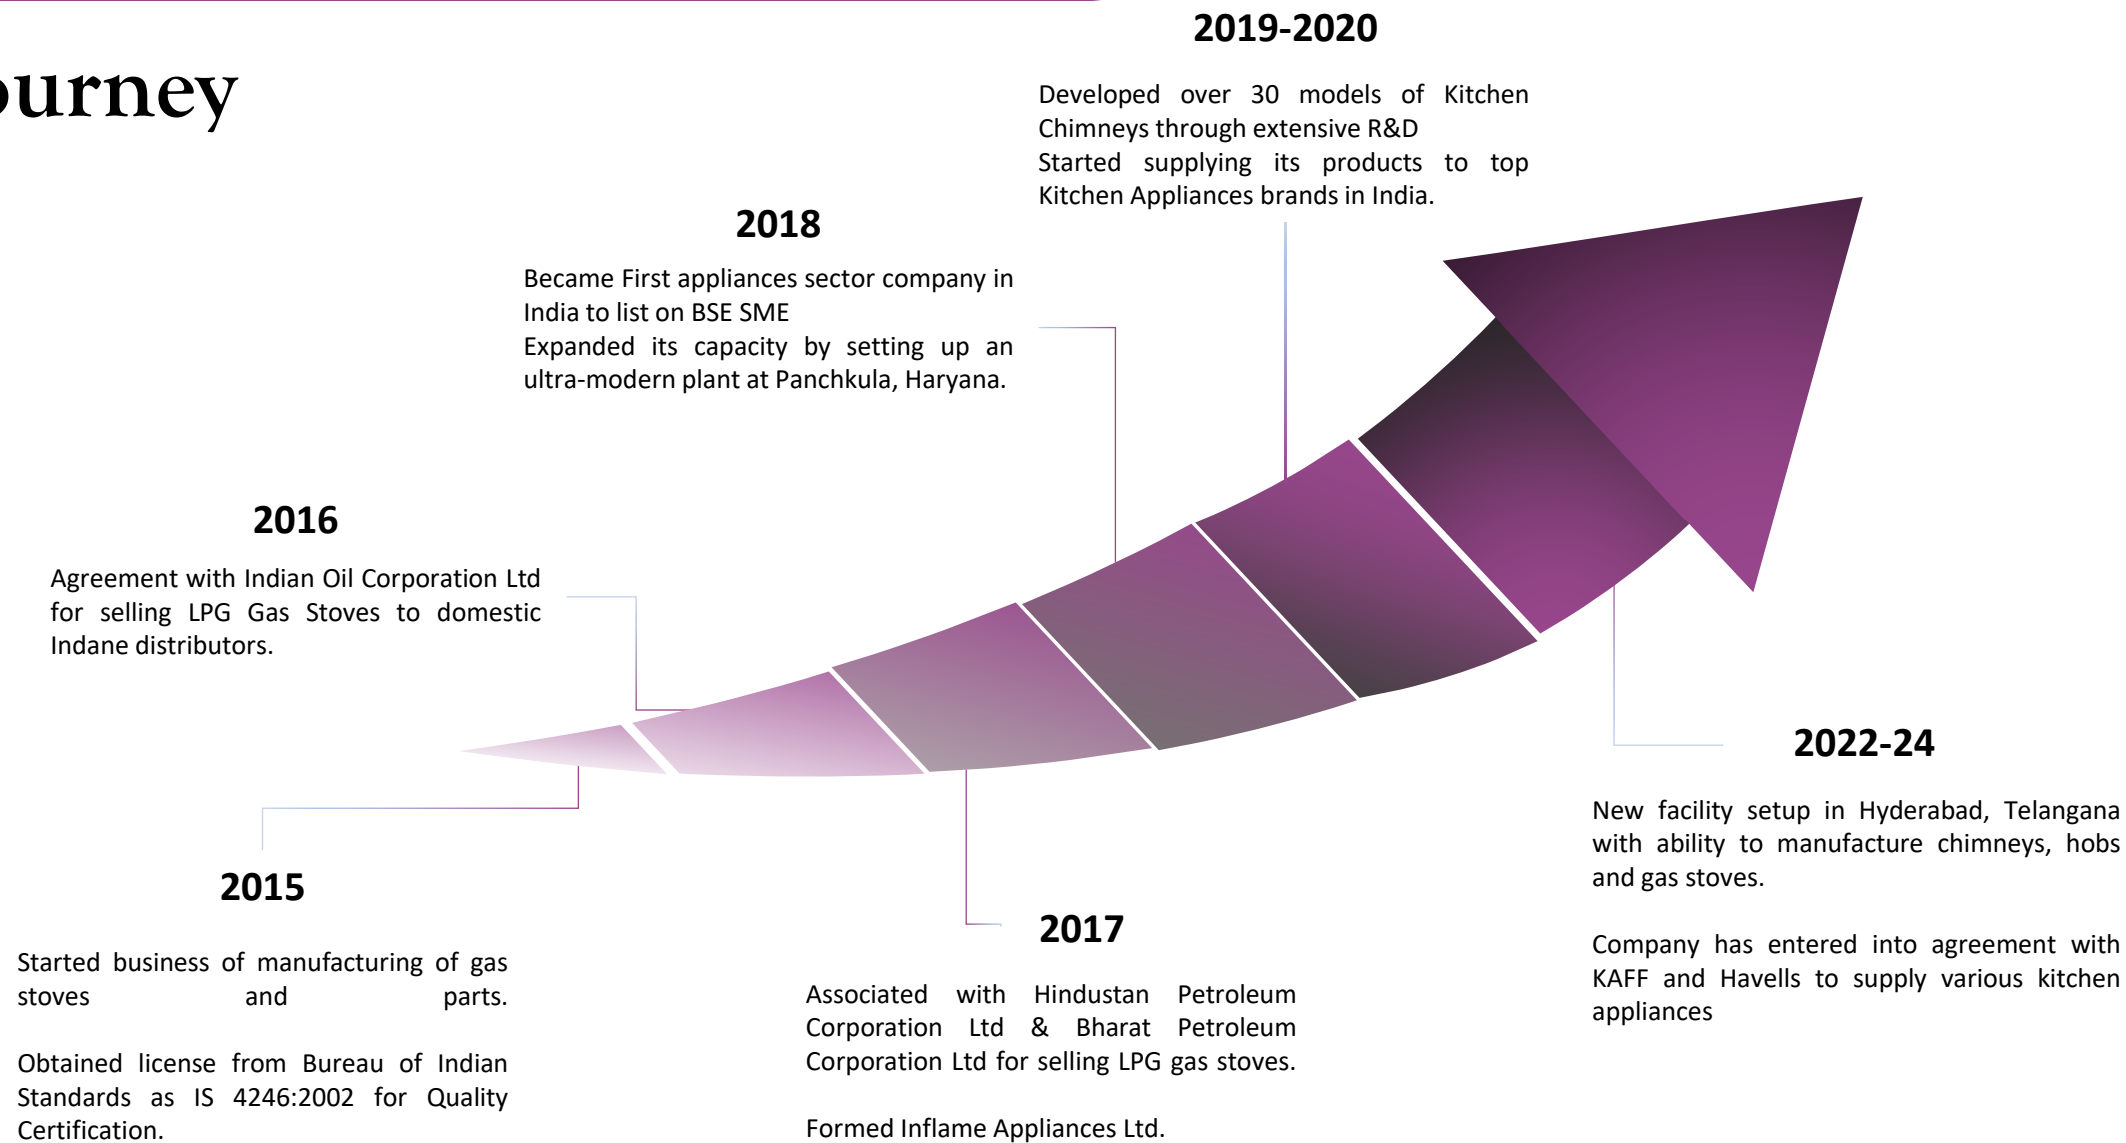 ourney
2019-2020
Developed over 30 models of Kitchen
Chimneys through extensive R&D
Started supplying its products to top
Kitchen Appliances brands in India.
2018
Became First appliances sector company in
India to list on BSE SME
Expanded its capacity by setting up an
ultra-modern plant at Panchkula, Haryana.
2016
Agreement with Indian Oil Corporation Ltd
for selling LPG Gas Stoves to domestic
Indane distributors.
2015
Started business of manufacturing of gas
stoves and parts.
Obtained license from Bureau of Indian
Standards as IS 4246:2002 for Quality
Certification.
2017
Associated with Hindustan Petroleum
Corporation Ltd & Bharat Petroleum
Corporation Ltd for selling LPG gas stoves.
Formed Inflame Appliances Ltd.
2022-24
New facility setup in Hyderabad, Telangana
with ability to manufacture chimneys, hobs
and gas stoves.
Company has entered into agreement with
KAFF and Havells to supply various kitchen
appliances